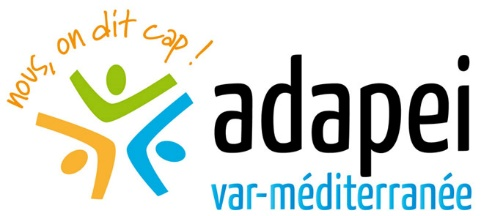 nous, on dit cap !
adapei
var-méditerranée